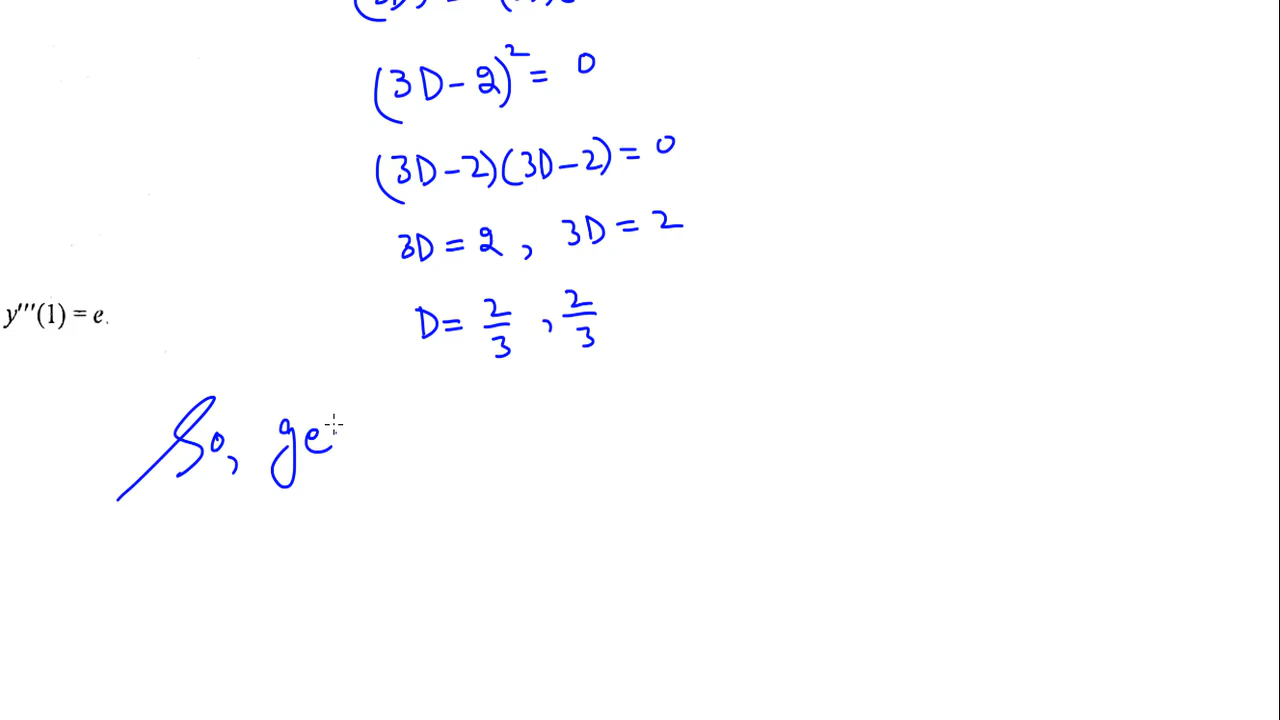 (3D-2)² = 0
(3D-2)(3D-2) = 0
3D = 2 , 3D = 2
y'''(1) = e.
D = 2/3 , 2/3
So, ge